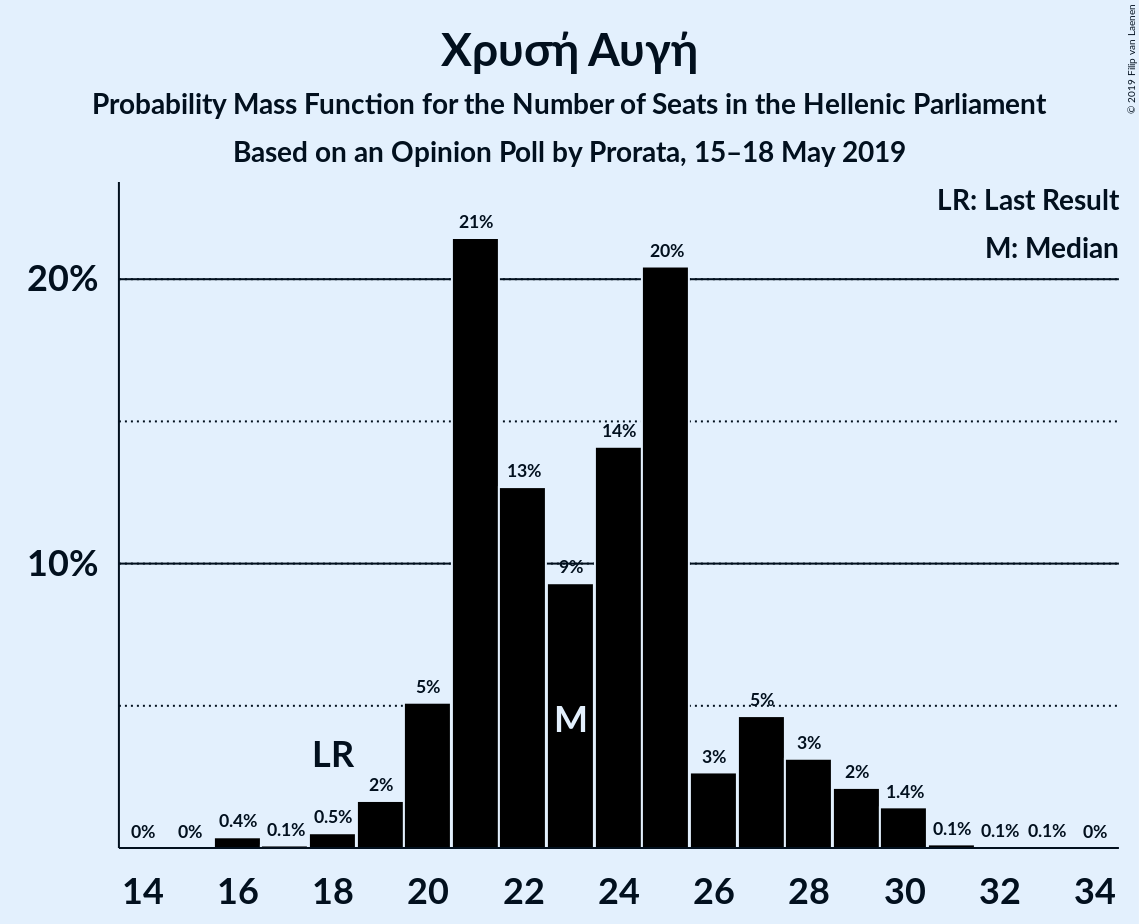 Χρυσή Αυγή
Probability Mass Function for the Number of Seats in the Hellenic Parliament
Based on an Opinion Poll by Prorata, 15–18 May 2019
© 2019 Filip van Laenen
LR: Last Result
M: Median
20%
10%
0%
0%
0.4%
0.1%
0.5%
LR
2%
5%
21%
13%
9%
M
14%
20%
3%
5%
3%
2%
1.4%
0.1%
0.1%
0.1%
0%
14 16 18 20 22 24 26 28 30 32 34